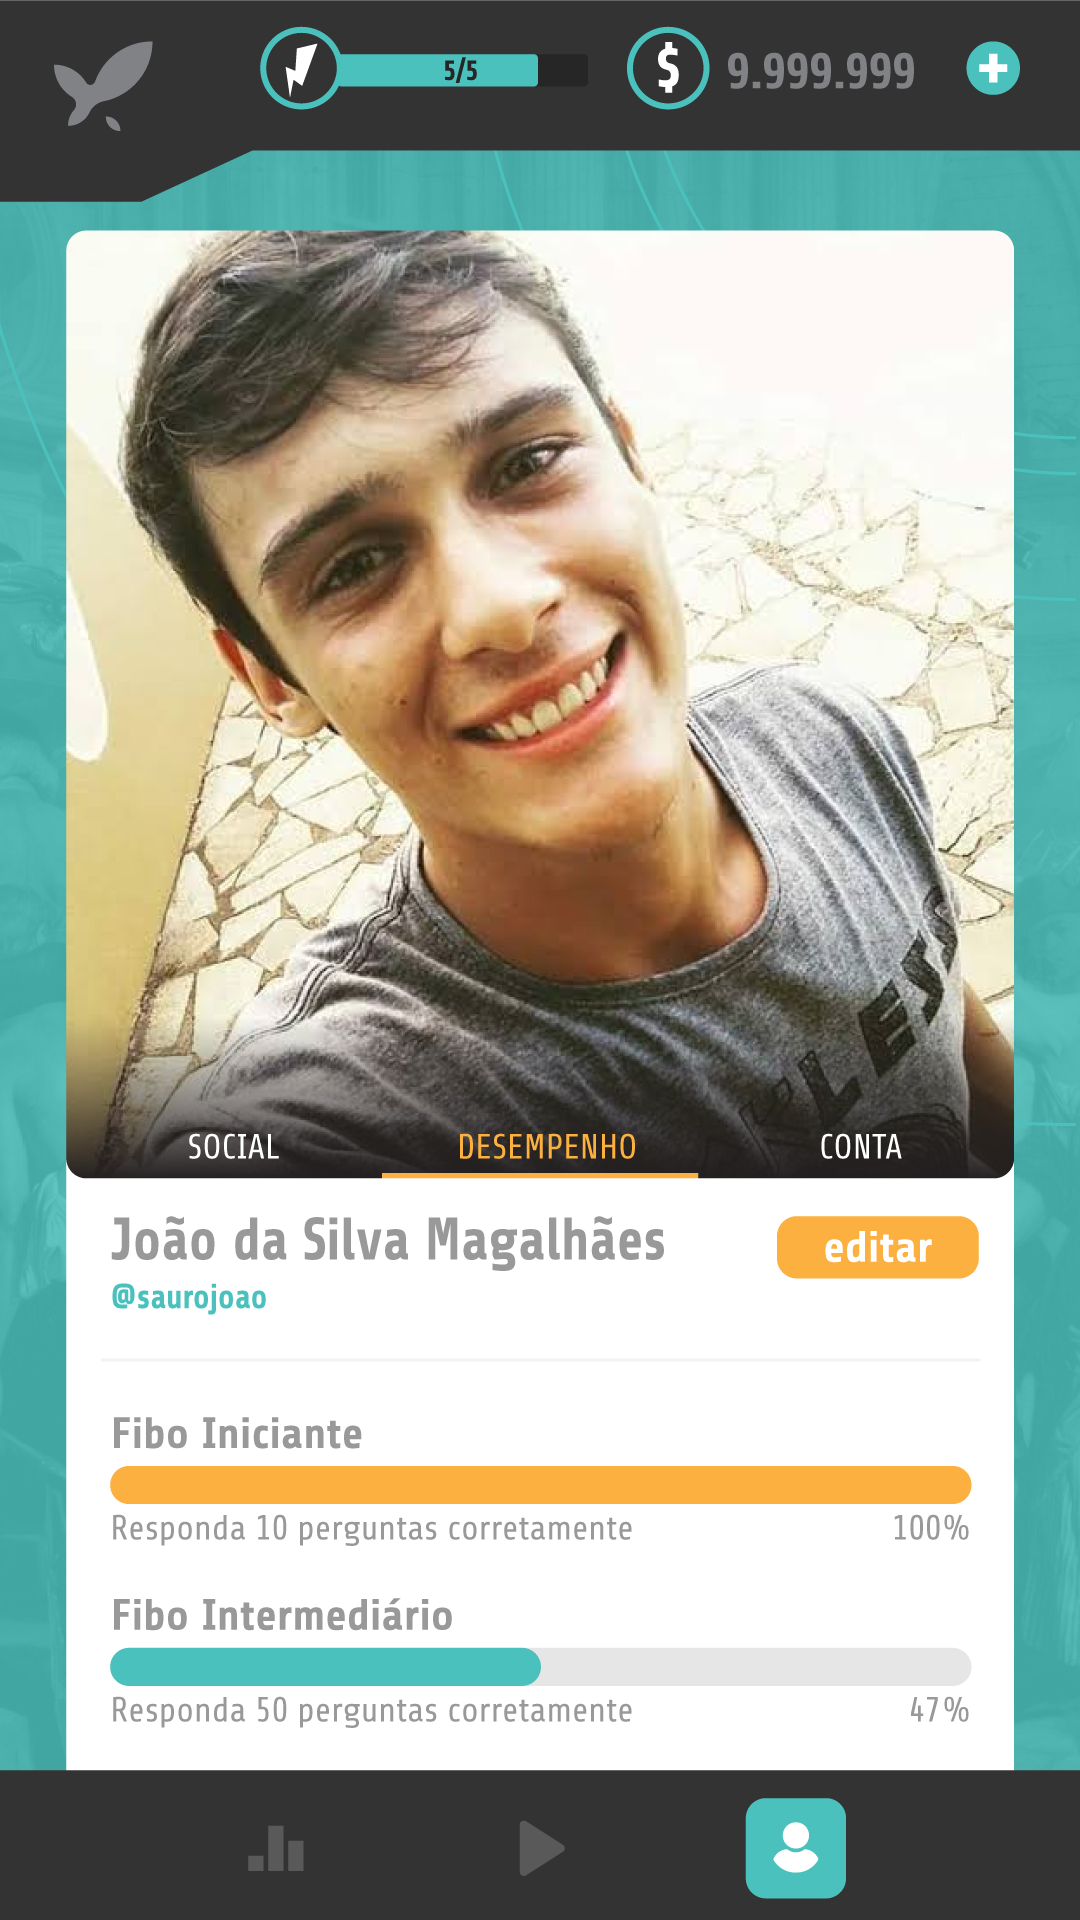 5/5
$
9.999.999
SOCIAL
DESEMPENHO
CONTA
João da Silva Magalhães
editar
@saurojoao
Fibo Iniciante
Responda 10 perguntas corretamente
100%
Fibo Intermediário
Responda 50 perguntas corretamente
47%